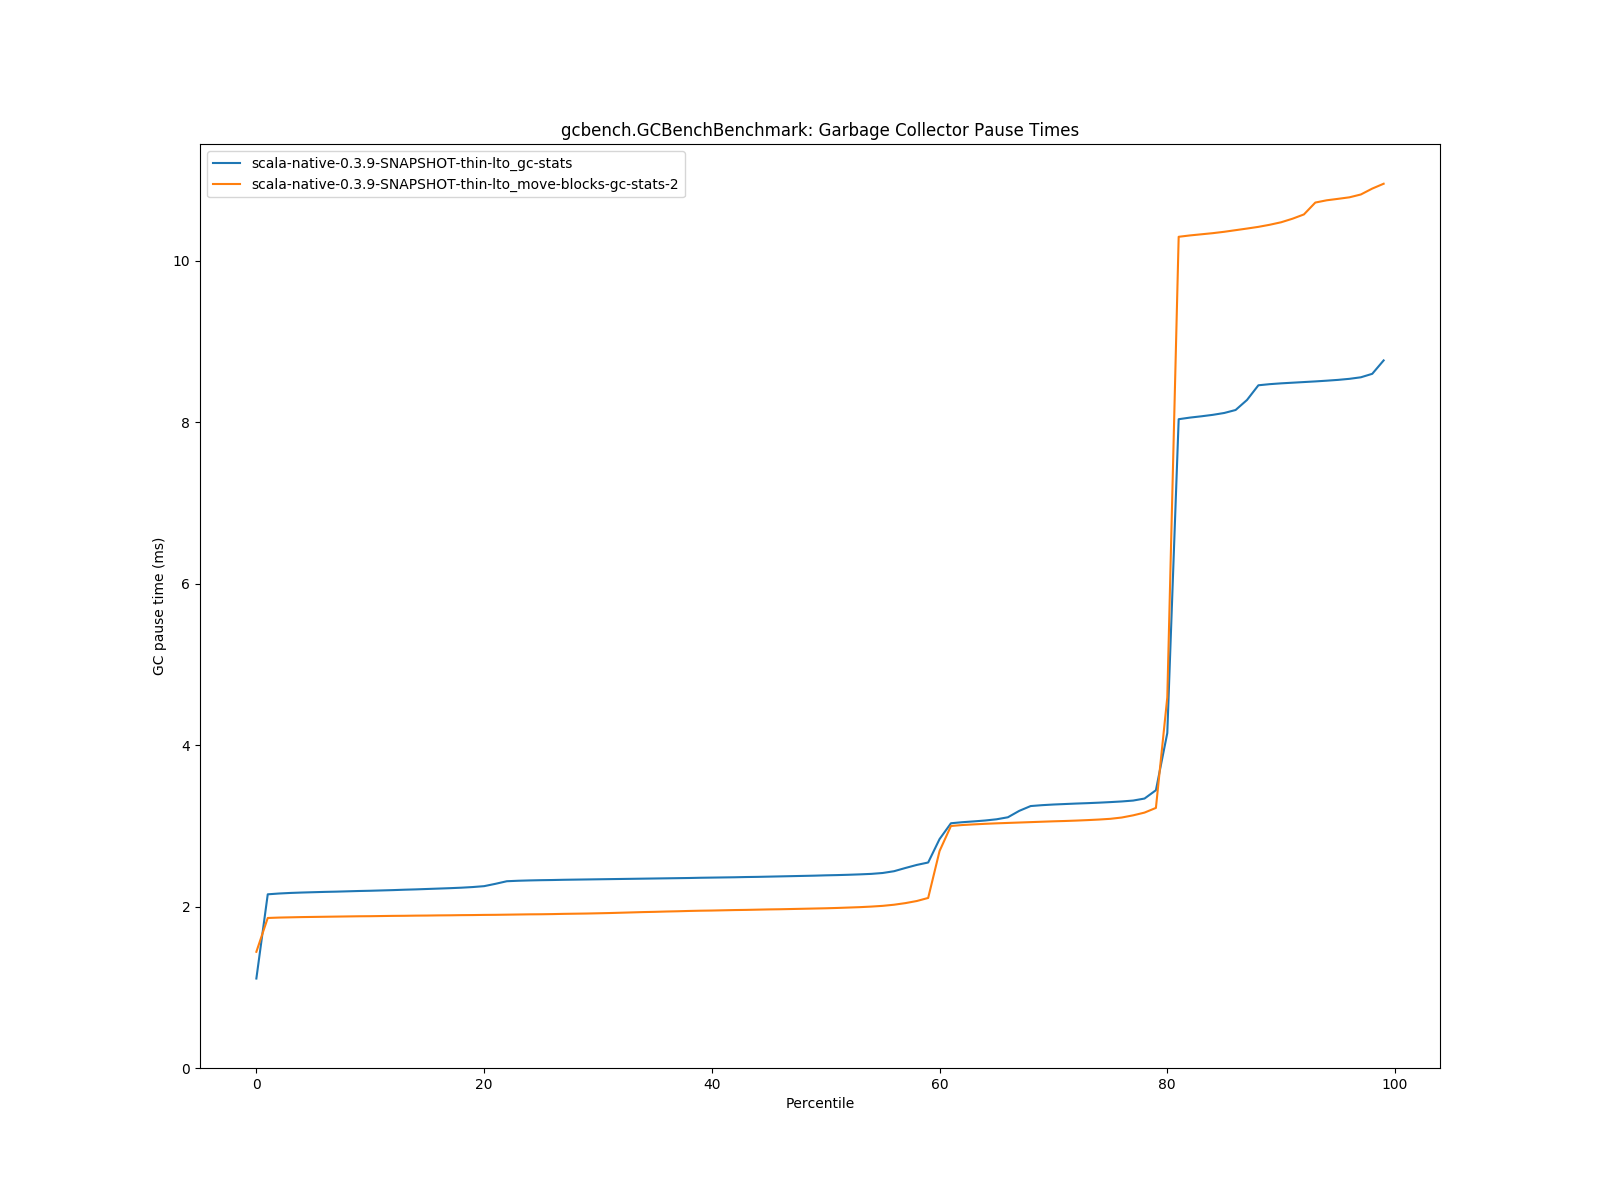 gcbench.GCBenchBenchmark: Garbage Collector Pause Times
scala-native-0.3.9-SNAPSHOT-thin-lto_gc-stats
scala-native-0.3.9-SNAPSHOT-thin-lto_move-blocks-gc-stats-2
10
8
6
4
2
0
GC pause time (ms)
0 20 40 60 80 100
Percentile